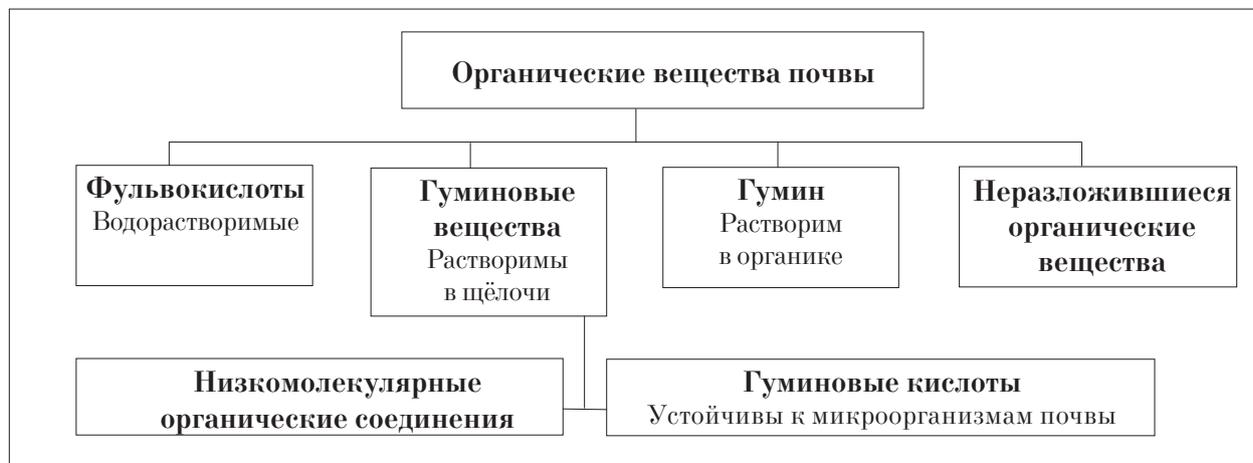 Органические вещества почвы
Фульвокислоты
Водорастворимые
Гуминовые
вещества
Растворимы
в щёлочи
Гумин
Растворим
в органике
Неразложившиеся
органические
вещества
Низкомолекулярные
органические соединения
Гуминовые кислоты
Устойчивы к микроорганизмам почвы